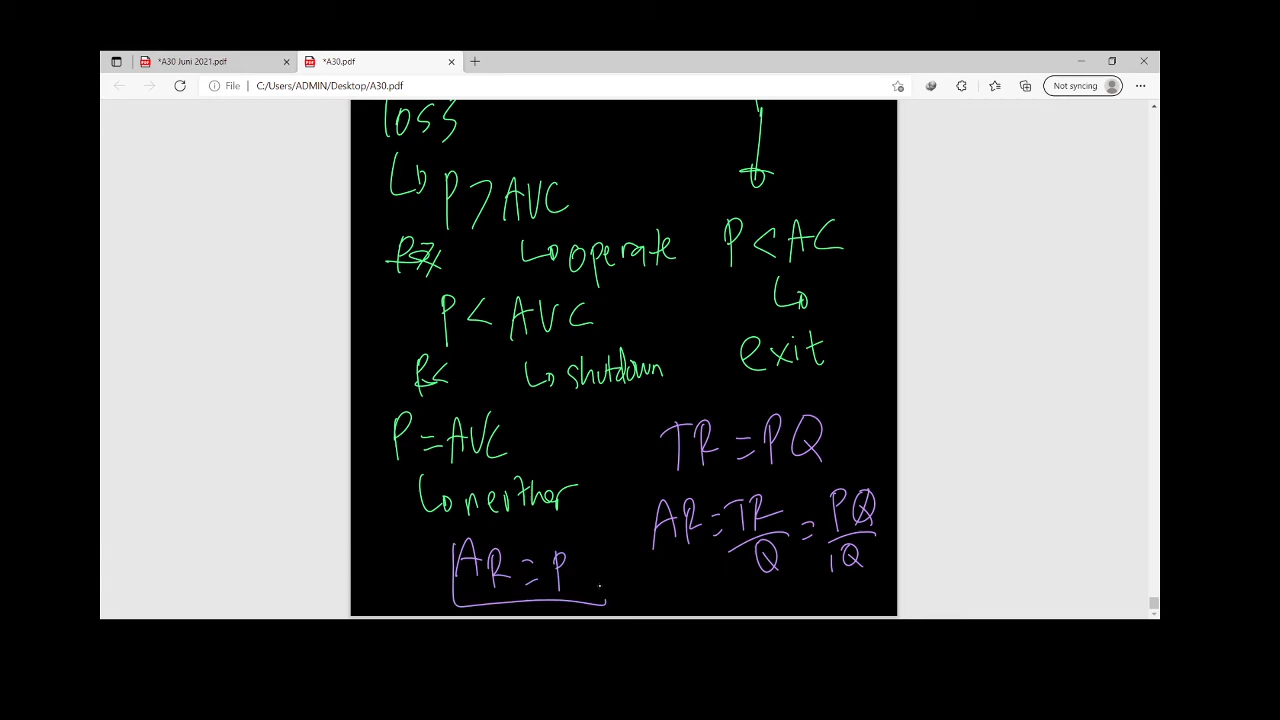 *A30 Juni 2021.pdf
*A30.pdf
File
C:/Users/ADMIN/Desktop/A30.pdf
Not syncing
loss
P > AVC
↳ operate
P < AVC
↳ shutdown
P = AVC
↳ neither
AR = P
P < AC
↳
exit
TR = PQ
AR = TR/Q = PQ/1Q